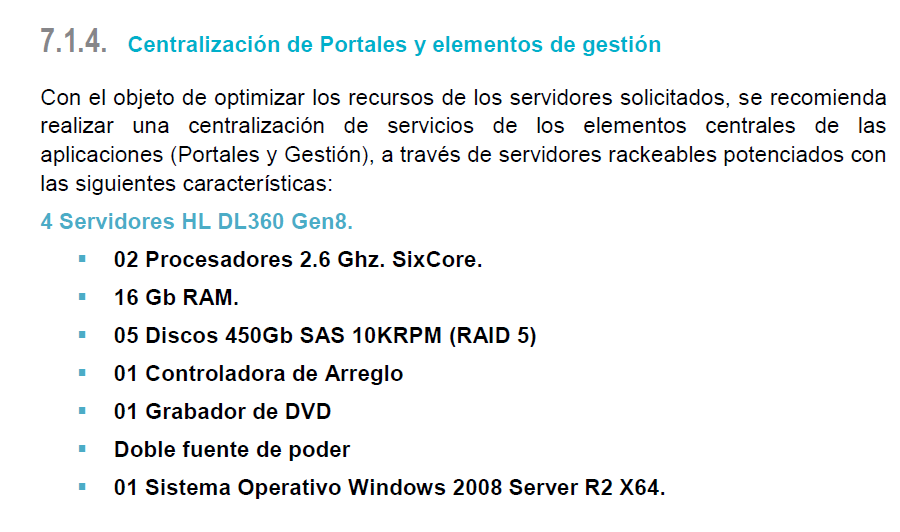 7.1.4. Centralización de Portales y elementos de gestión
Con el objeto de optimizar los recursos de los servidores solicitados, se recomienda
realizar una centralización de servicios de los elementos centrales de las
aplicaciones (Portales y Gestión), a través de servidores rackeables potenciados con
las siguientes características:
4 Servidores HL DL360 Gen8.
▪ 02 Procesadores 2.6 Ghz. SixCore.
▪ 16 Gb RAM.
▪ 05 Discos 450Gb SAS 10KRPM (RAID 5)
▪ 01 Controladora de Arreglo
▪ 01 Grabador de DVD
▪ Doble fuente de poder
▪ 01 Sistema Operativo Windows 2008 Server R2 X64.